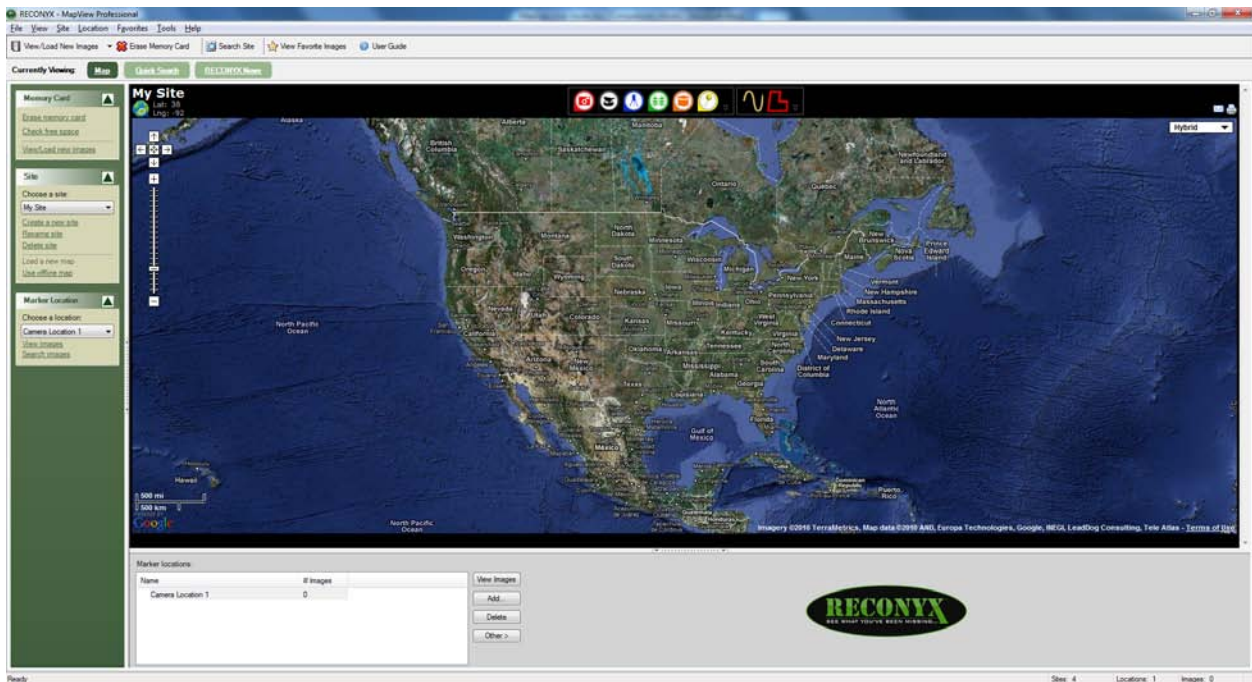 RECONYX - MapView Professional
File View Site Location Favorites Tools Help
View/Load New Images Erase Memory Card Search Site View Favorite Images User Guide
Currently Viewing: Map Quick Search RECONYX News
Memory Card
Erase memory card
Check free space
View/Load new images
Site
Choose a site:
My Site
Create a new site
Rename site
Delete site
Load a new map
Use offline map
Marker Location
Choose a location:
Camera Location 1
View images
Search images
My Site
Lat: 38
Lng: -92
Hybrid
Alaska
Alberta
Manitoba
British
Columbia
Saskatchewan
Newfoundland
and Labrador
Ontario
Quebec
Washington
Montana
North
Dakota
Minnesota
New
Brunswick
Prince
Edward
Island
Nova
Scotia
Maine
Oregon
Idaho
Wyoming
South
Dakota
Wisconsin
Michigan
New York
Vermont
New Hampshire
Massachusetts
Rhode Island
Connecticut
New Jersey
Delaware
Maryland
District of
Columbia
Nebraska
Iowa
Illinois
Indiana
Ohio
Pennsylvania
Nevada
Utah
Colorado
Kansas
Missouri
West
Virginia
Virginia
Kentucky
San
Francisco
California
Oklahoma
Arkansas
Tennessee
North
Carolina
South
Carolina
Arizona
New
Mexico
Mississippi
Alabama
Georgia
Texas
Louisiana
Florida
North Pacific
Ocean
North
Atlantic
Ocean
Gulf of
Mexico
México
Hawaii
Dominican
Republic
Puerto
Rico
Guatemala
Honduras
500 mi
500 km
Google
North Pacific
Ocean
Imagery ©2010 TerraMetrics, Map data ©2010 AND, Europa Technologies, Google, INEGI, LeadDog Consulting, Tele Atlas - Terms of Use
Marker locations:
Name # Images
Camera Location 1 0
View Images
Add...
Delete
Other >
RECONYX
SEE WHAT YOU'VE BEEN MISSING...
Ready
Sites: 4 Locations: 1 Images: 0